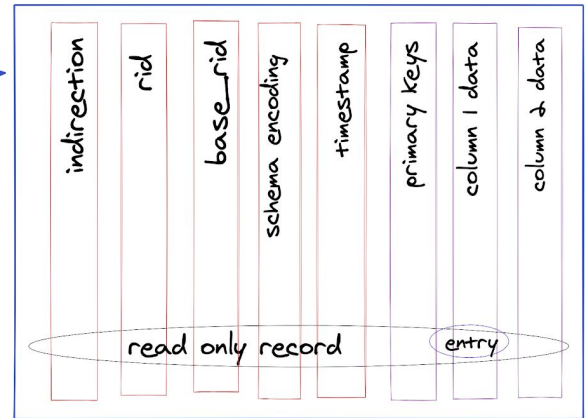 indirection
rid
base_rid
schema encoding
timestamp
primary keys
column 1 data
column 2 data
read only record
entry